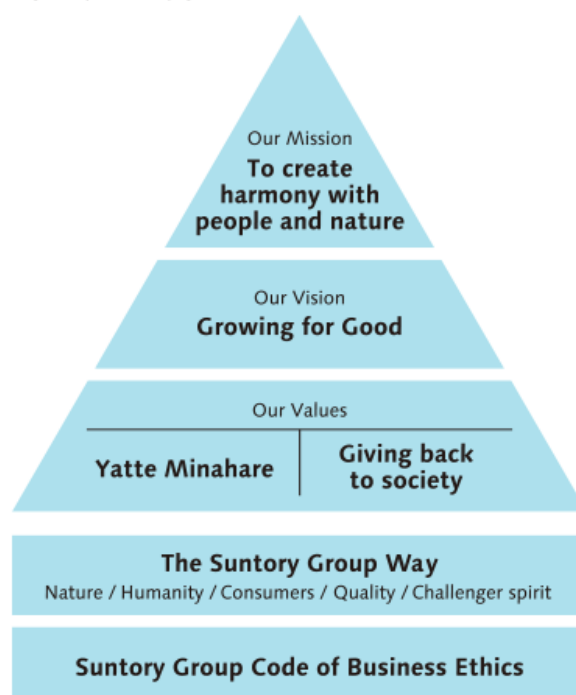 Our Mission
To create
harmony with
people and nature
Our Vision
Growing for Good
Our Values
Yatte Minahare
Giving back
to society
The Suntory Group Way
Nature / Humanity / Consumers / Quality / Challenger spirit
Suntory Group Code of Business Ethics